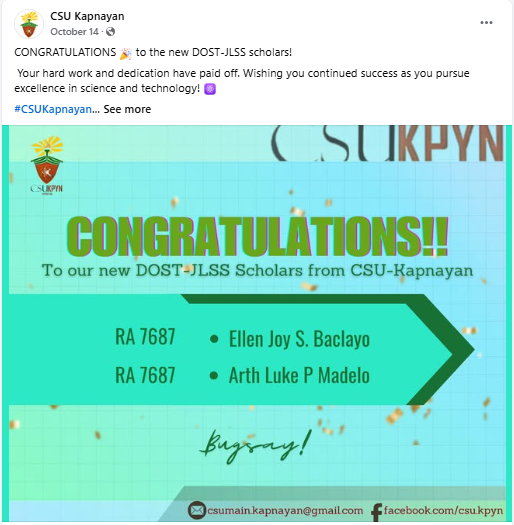 CSU Kapnayan
October 14 ·
CONGRATULATIONS 🎉 to the new DOST-JLSS scholars!
Your hard work and dedication have paid off. Wishing you continued success as you pursue
excellence in science and technology! ⚛️
#CSUKapnayan... See more
CSUKPYN
CSUKPYN
CONGRATULATIONS!!
To our new DOST-JLSS Scholars from CSU-Kapnayan
RA 7687 • Ellen Joy S. Baclayo
RA 7687 • Arth Luke P Madelo
Bugsay!
csumain.kapnayan@gmail.com facebook.com/csu.kpyn